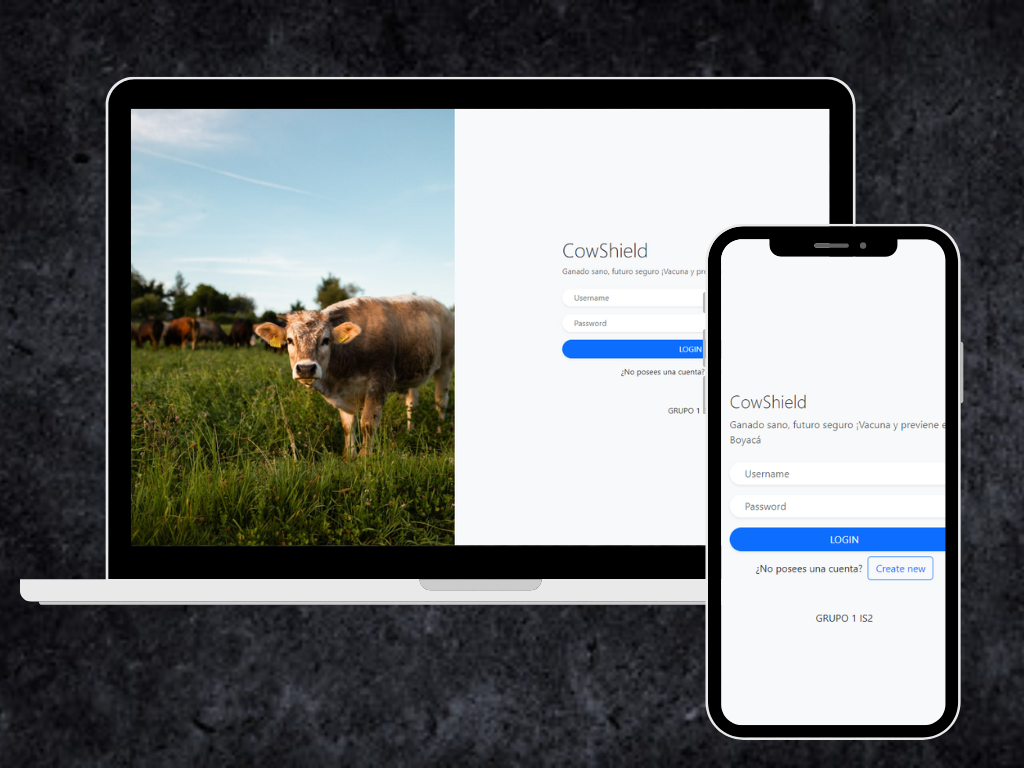 CowShield
Ganado sano, futuro seguro ¡Vacuna y
Username
Password
LOGIN
¿No posees una cuenta?
GRUPO 1
CowShield
Ganado sano, futuro seguro ¡Vacuna y previene
Boyacá
Username
Password
LOGIN
¿No posees una cuenta? Create new
GRUPO 1 IS2